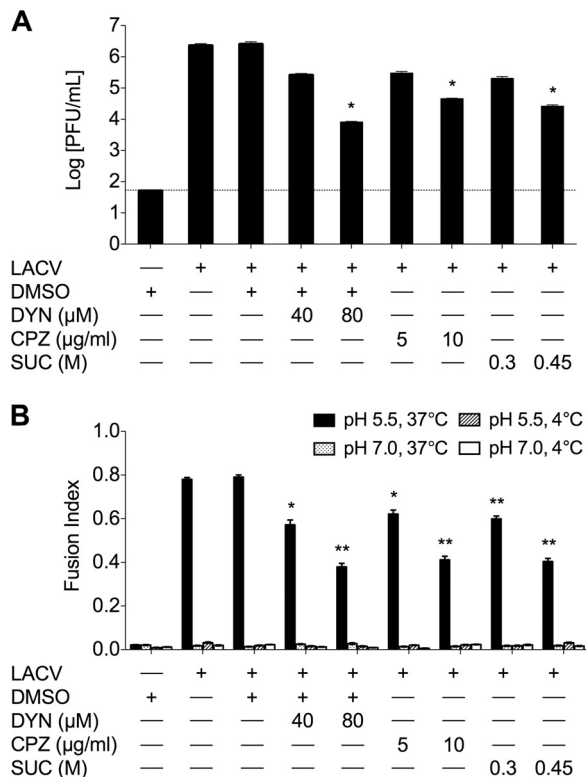 A
Log [PFU/mL]
7
6
5
4
3
2
1
0
* * *
LACV — + + + + + + + +
DMSO + — + + + — — — —
DYN (µM) — — — 40 80 — — — —
CPZ (µg/ml) — — — — — 5 10 — —
SUC (M) — — — — — — — 0.3 0.45
B
pH 5.5, 37°C pH 5.5, 4°C
pH 7.0, 37°C pH 7.0, 4°C
Fusion Index
1.0
0.8
0.6
0.4
0.2
0.0
* ** * ** ** **
LACV — + + + + + + + +
DMSO + — + + + — — — —
DYN (µM) — — — 40 80 — — — —
CPZ (µg/ml) — — — — — 5 10 — —
SUC (M) — — — — — — — 0.3 0.45